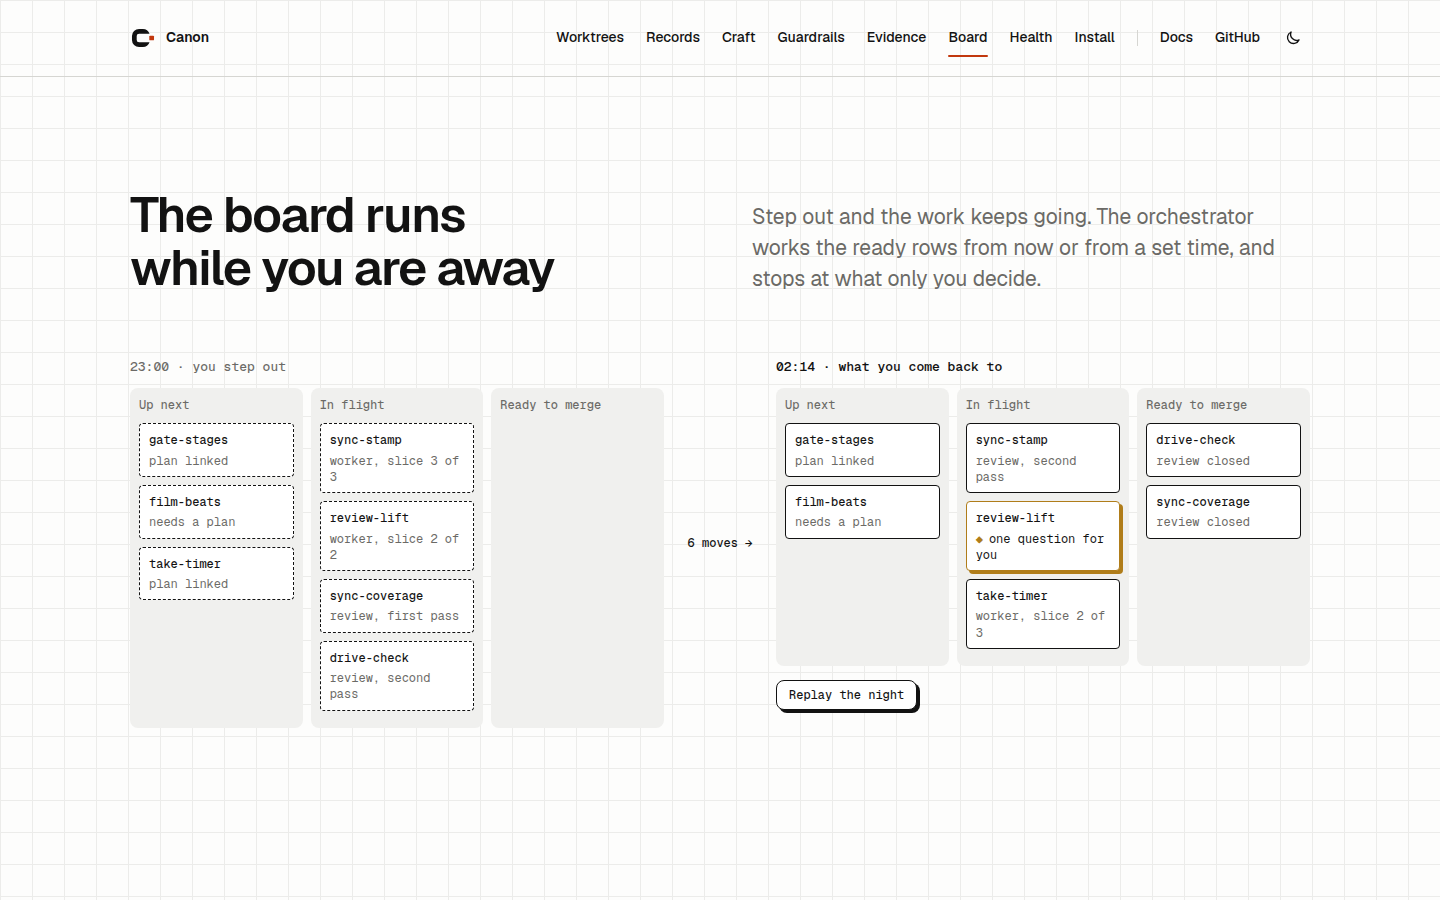 Canon
Worktrees Records Craft Guardrails Evidence Board Health Install Docs GitHub
The board runs
while you are away
Step out and the work keeps going. The orchestrator
works the ready rows from now or from a set time, and
stops at what only you decide.
23:00 · you step out
Up next
gate-stages
plan linked
film-beats
needs a plan
take-timer
plan linked
In flight
sync-stamp
worker, slice 3 of
3
review-lift
worker, slice 2 of
2
sync-coverage
review, first pass
drive-check
review, second
pass
Ready to merge
6 moves →
02:14 · what you come back to
Up next
gate-stages
plan linked
film-beats
needs a plan
In flight
sync-stamp
review, second
pass
review-lift
◆ one question for
you
take-timer
worker, slice 2 of
3
Ready to merge
drive-check
review closed
sync-coverage
review closed
Replay the night